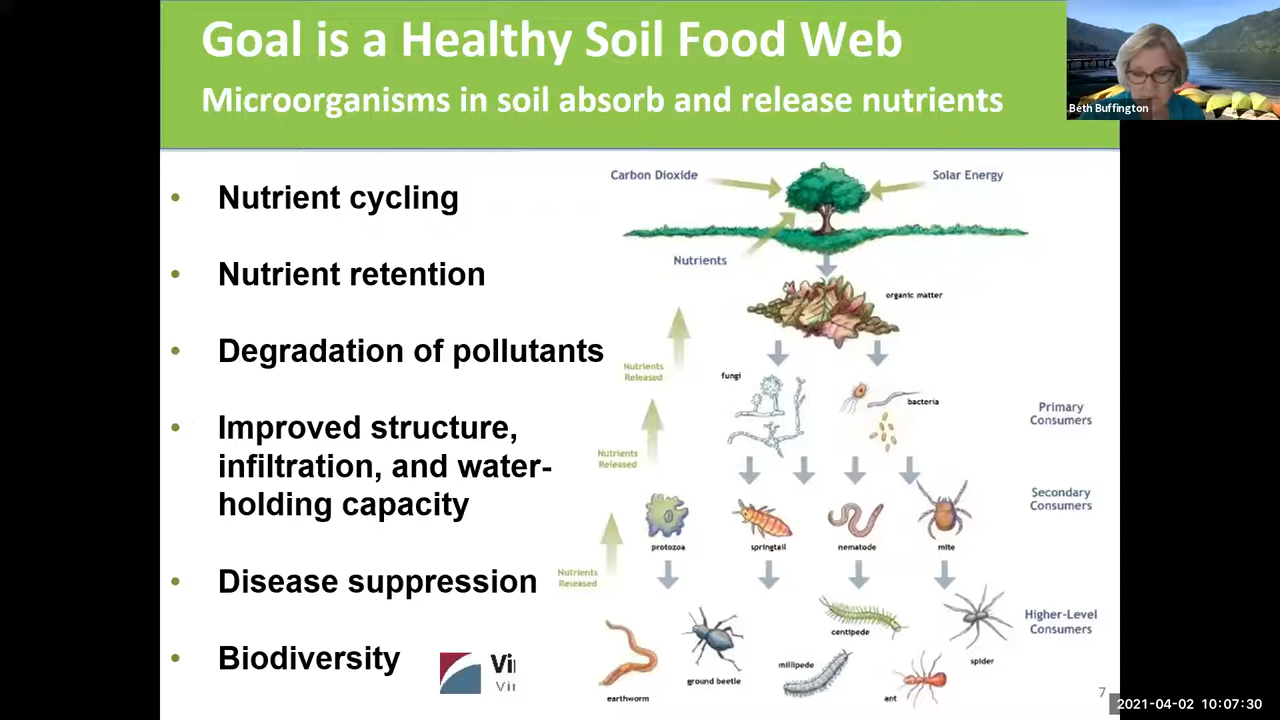 Goal is a Healthy Soil Food Web
Microorganisms in soil absorb and release nutrients
Beth Buffington
• Nutrient cycling
• Nutrient retention
• Degradation of pollutants
• Improved structure,
infiltration, and water-
holding capacity
• Disease suppression
• Biodiversity
Carbon Dioxide
Solar Energy
Nutrients
organic matter
Nutrients
Released
fungi
bacteria
Primary
Consumers
Nutrients
Released
Secondary
Consumers
protozoa
springtail
nematode
mite
Nutrients
Released
Higher-Level
Consumers
centipede
spider
millipede
ground beetle
earthworm
ant
7
2021-04-02 10:07:30